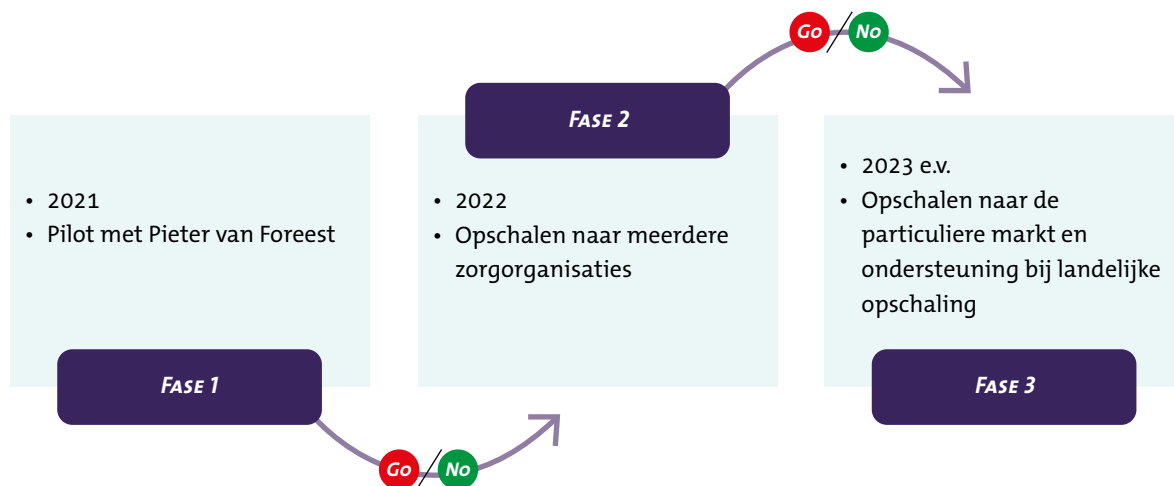 • 2021
• Pilot met Pieter van Foreest
Fase 1
Go / No
Fase 2
• 2022
• Opschalen naar meerdere
zorgorganisaties
Go / No
• 2023 e.v.
• Opschalen naar de
particuliere markt en
ondersteuning bij landelijke
opschaling
Fase 3